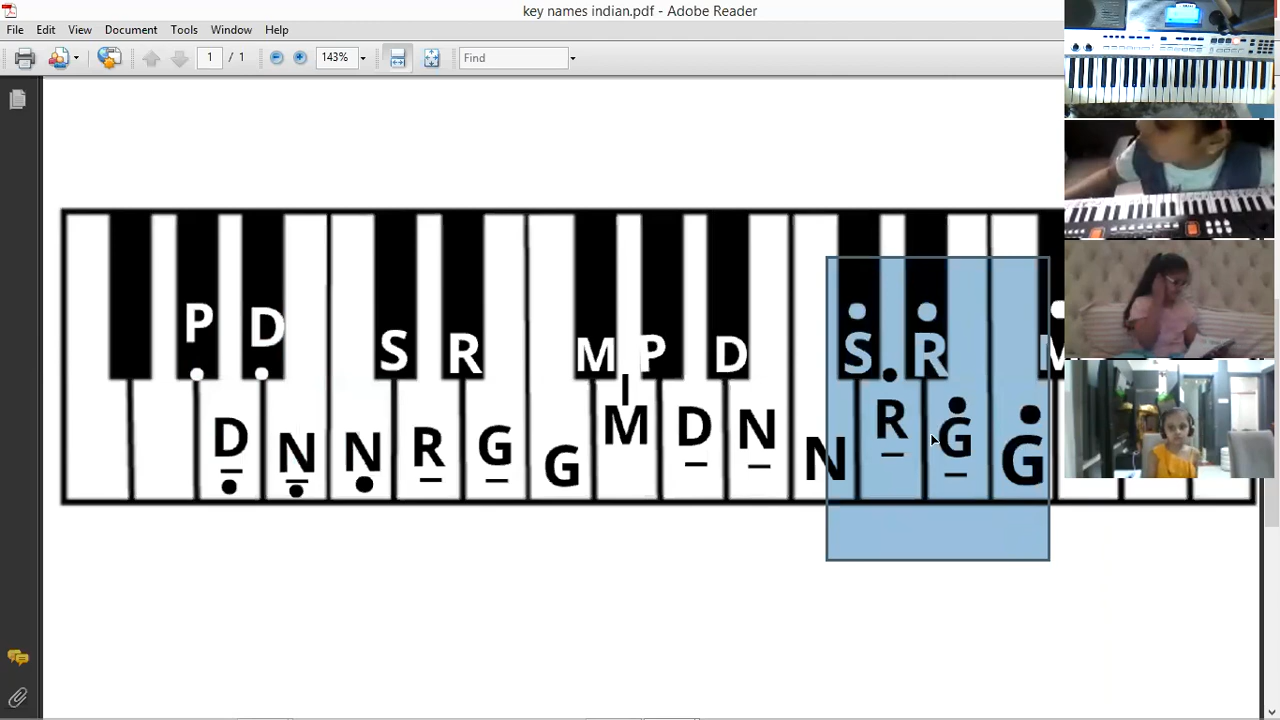 key names indian.pdf - Adobe Reader
File Edit View Document Tools Window Help
1 / 1 143% Find
P D S R M P D S R M
D N N R G G M D N N R G G